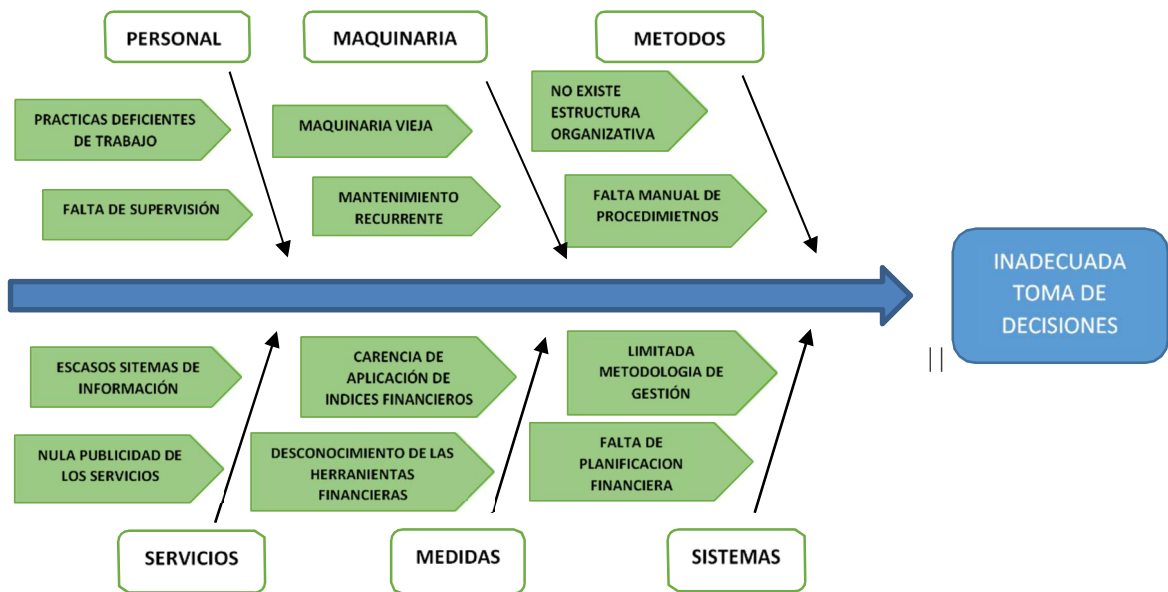 PERSONAL
MAQUINARIA
METODOS
PRACTICAS DEFICIENTES
DE TRABAJO
MAQUINARIA VIEJA
NO EXISTE
ESTRUCTURA
ORGANIZATIVA
FALTA DE SUPERVISIÓN
MANTENIMIENTO
RECURRENTE
FALTA MANUAL DE
PROCEDIMIETNOS
INADECUADA
TOMA DE
DECISIONES
ESCASOS SITEMAS DE
INFORMACIÓN
CARENCIA DE
APLICACIÓN DE
INDICES FINANCIEROS
LIMITADA
METODOLOGIA DE
GESTIÓN
NULA PUBLICIDAD DE
LOS SERVICIOS
DESCONOCIMIENTO DE LAS
HERRANIENTAS
FINANCIERAS
FALTA DE
PLANIFICACION
FINANCIERA
SERVICIOS
MEDIDAS
SISTEMAS